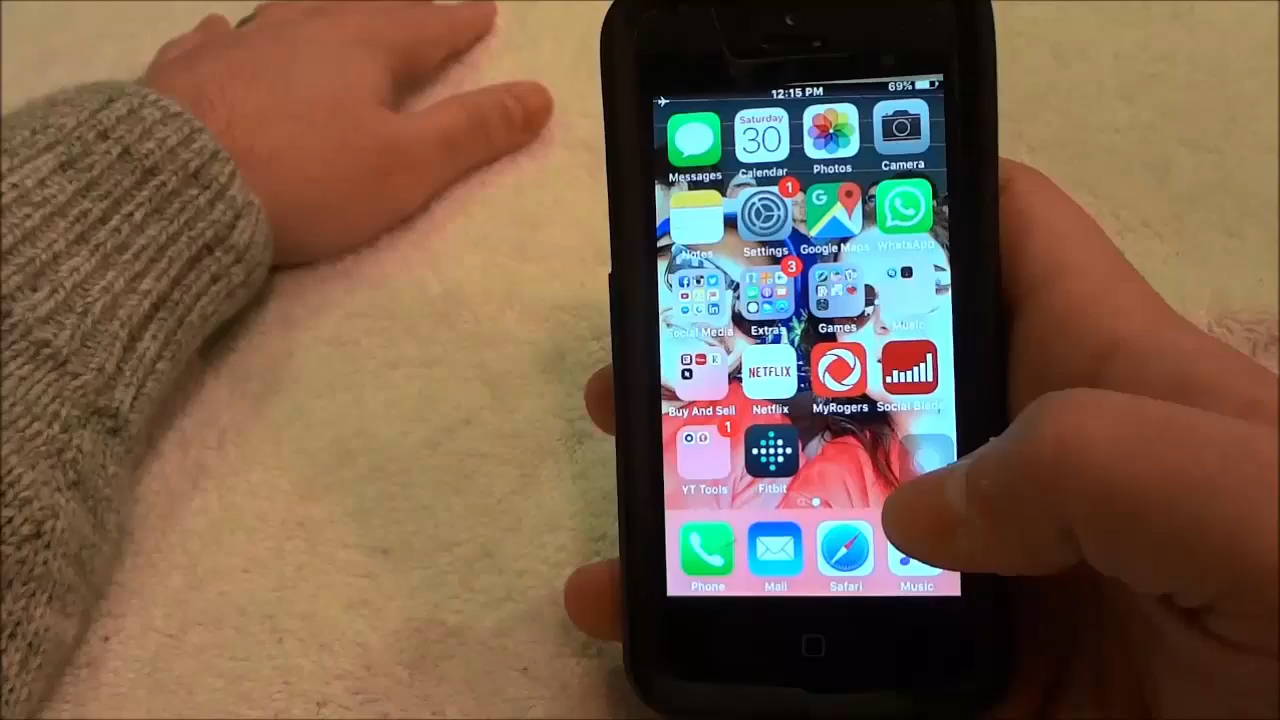 12:15 PM 69%
Saturday
30
Messages Calendar Photos Camera
1
G
Notes Settings Google Maps WhatsApp
3
Social Media Extras Games Music
NETFLIX
Buy And Sell Netflix MyRogers Social Blade
1
YT Tools Fitbit
Phone Mail Safari Music